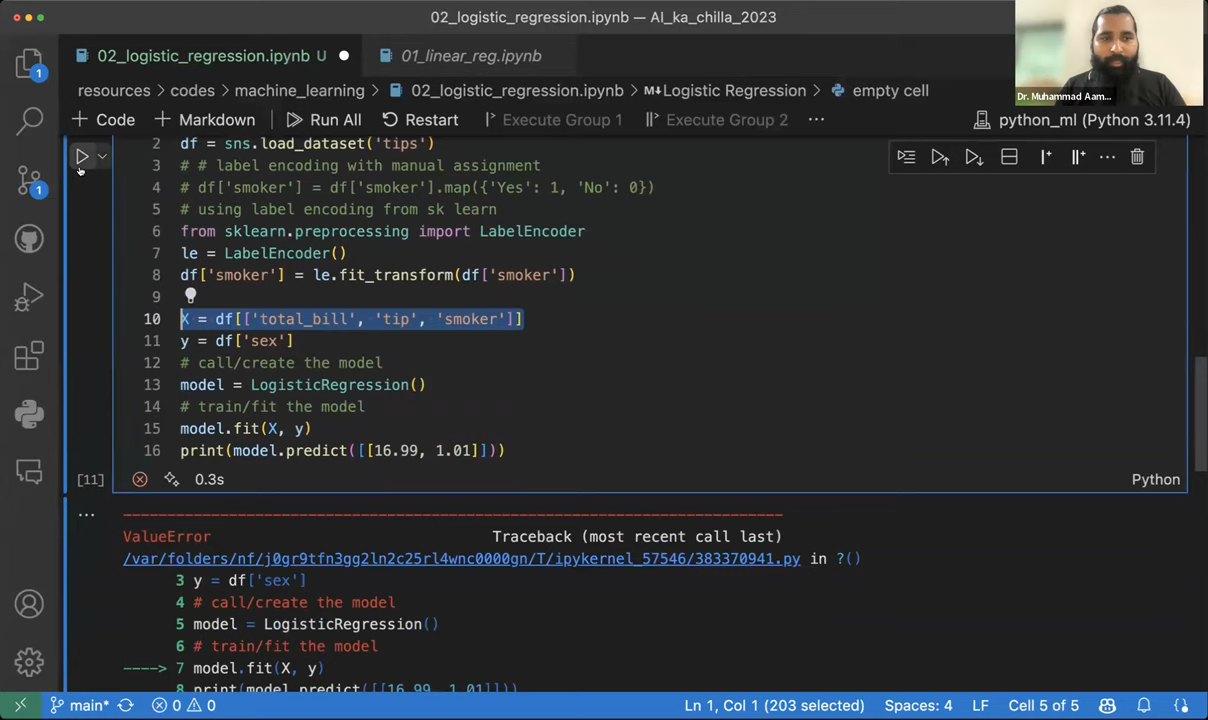 02_logistic_regression.ipynb — AI_ka_chilla_2023
02_logistic_regression.ipynb U
01_linear_reg.ipynb
resources > codes > machine_learning > 02_logistic_regression.ipynb > M↓Logistic Regression > empty cell
+ Code + Markdown Run All Restart Execute Group 1 Execute Group 2 ...
python_ml (Python 3.11.4)
Dr. Muhammad Aam...
1
1
2 df = sns.load_dataset('tips')
3 # # label encoding with manual assignment
4 # df['smoker'] = df['smoker'].map({'Yes': 1, 'No': 0})
5 # using label encoding from sk learn
6 from sklearn.preprocessing import LabelEncoder
7 le = LabelEncoder()
8 df['smoker'] = le.fit_transform(df['smoker'])
9
10 X = df[['total_bill', 'tip', 'smoker']]
11 y = df['sex']
12 # call/create the model
13 model = LogisticRegression()
14 # train/fit the model
15 model.fit(X, y)
16 print(model.predict([[16.99, 1.01]]))
[11] 0.3s Python
...
---------------------------------------------------------------------------
ValueError Traceback (most recent call last)
/var/folders/nf/j0gr9tfn3gg2ln2c25rl4wnc0000gn/T/ipykernel_57546/383370941.py in ?()
3 y = df['sex']
4 # call/create the model
5 model = LogisticRegression()
6 # train/fit the model
----> 7 model.fit(X, y)
8 print(model.predict([[16.99, 1.01]]))
main* 0 0 Ln 1, Col 1 (203 selected) Spaces: 4 LF Cell 5 of 5